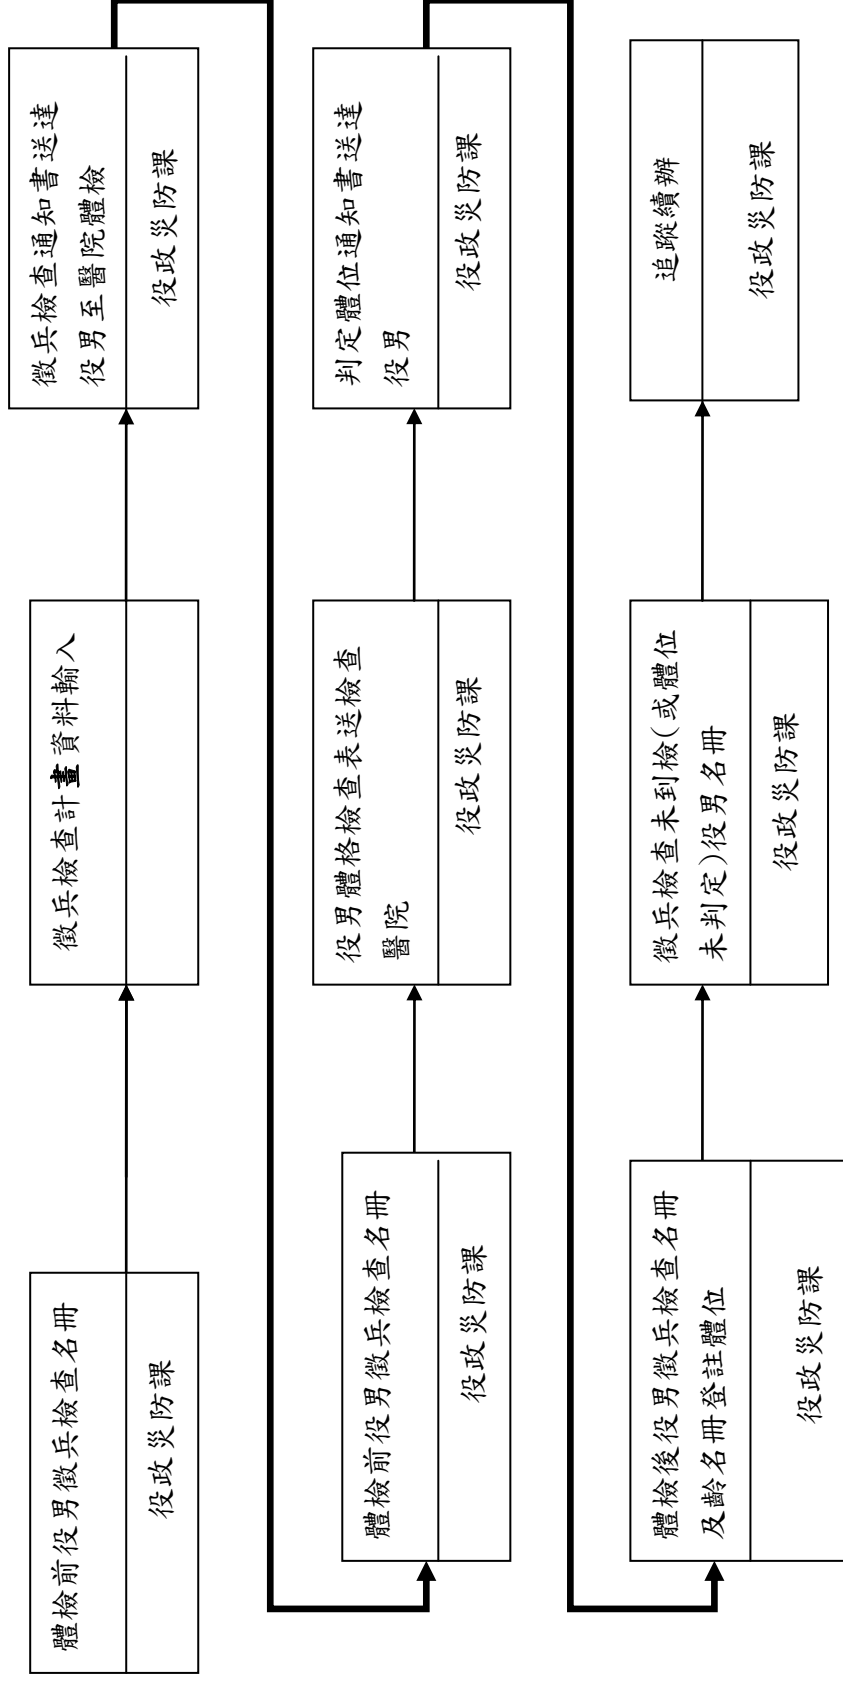 體檢前役男徵兵檢查名冊
役政災防課
徵兵檢查計畫資料輸入
徵兵檢查通知書送達
役男至醫院體檢
役政災防課
體檢前役男徵兵檢查名冊
役政災防課
役男體格檢查表送檢查
醫院
役政災防課
判定體位通知書送達
役男
役政災防課
體檢後役男徵兵檢查名冊
及齡名冊登註體位
役政災防課
徵兵檢查未到檢(或體位
未判定)役男名冊
役政災防課
追蹤續辦
役政災防課